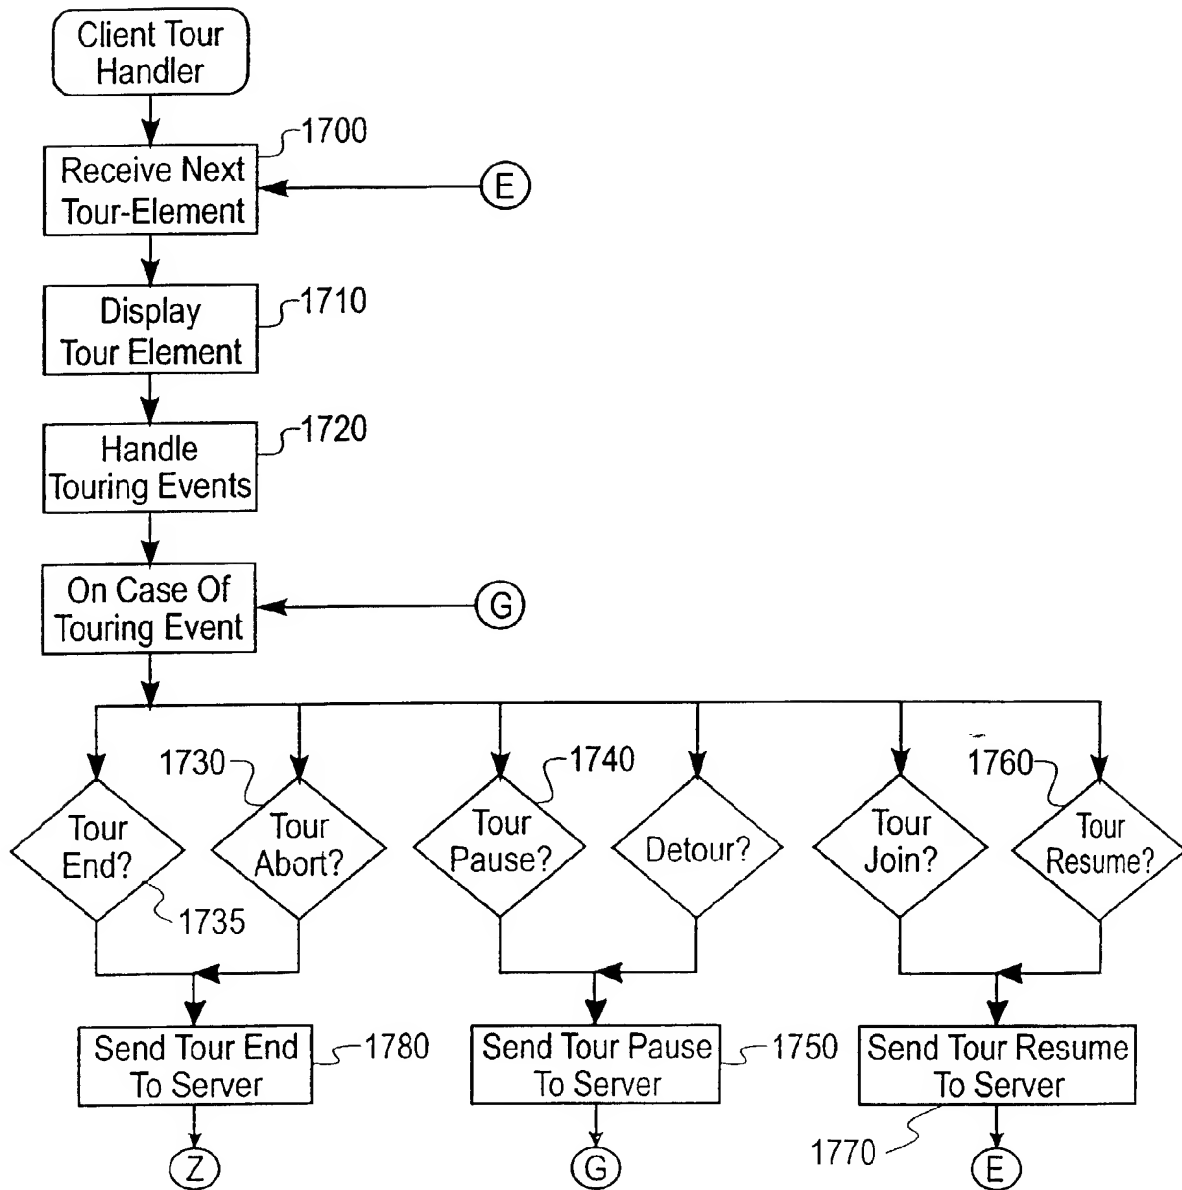 Client Tour
Handler
1700
Receive Next
Tour-Element
E
1710
Display
Tour Element
1720
Handle
Touring Events
On Case Of
Touring Event
G
1730
1740
1760
Tour
End?
Tour
Abort?
Tour
Pause?
Detour?
Tour
Join?
Tour
Resume?
1735
Send Tour End
To Server
1780
Send Tour Pause
To Server
1750
Send Tour Resume
To Server
1770
Z
G
E